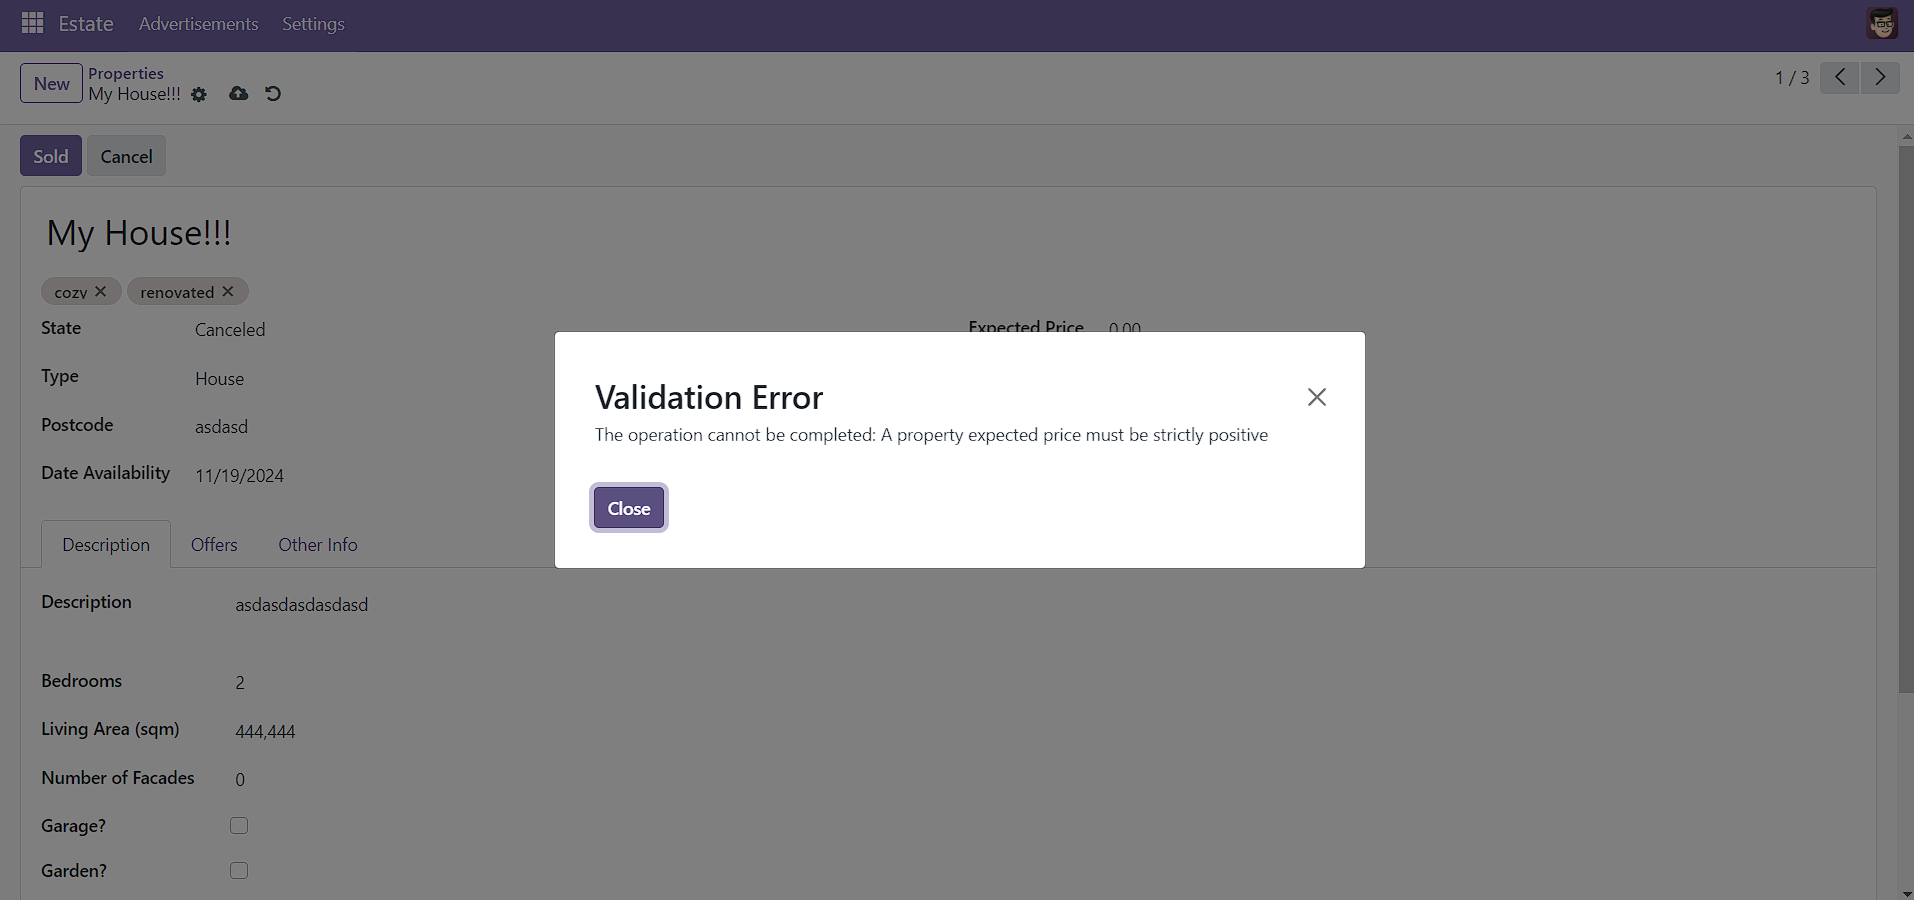 Estate Advertisements Settings
New Properties 1 / 3
My House!!!
Sold Cancel
My House!!!
cozy renovated
State Canceled Expected Price 0.00
Type House
Postcode asdasd
Date Availability 11/19/2024
Validation Error
The operation cannot be completed: A property expected price must be strictly positive
Close
Description Offers Other Info
Description asdasdasdasdasd
Bedrooms 2
Living Area (sqm) 444,444
Number of Facades 0
Garage?
Garden?